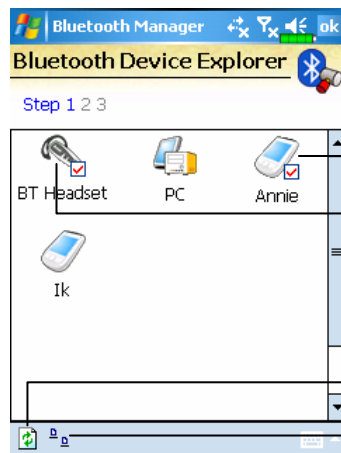 Bluetooth Manager ok
Bluetooth Device Explorer
Step 1 2 3
BT Headset PC Annie
Ik